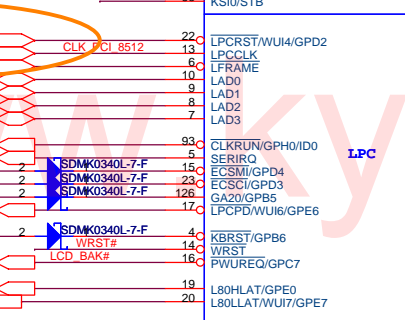 KSI0/STB
22 LPCRST/WUI4/GPD2
CLK_PCI_8512 13 LPCCLK
6 LFRAME
10 LAD0
9 LAD1
8 LAD2
7 LAD3
93 CLKRUN/GPH0/ID0
LPC
5 SERIRQ
2 SDMK0340L-7-F 15 ECSMI/GPD4
2 SDMK0340L-7-F 23 ECSCI/GPD3
2 SDMK0340L-7-F 126 GA20/GPB5
17 LPCPD/WUI6/GPE6
2 SDMK0340L-7-F 4 KBRST/GPB6
WRST# 14 WRST
LCD_BAK# 16 PWUREQ/GPC7
19 L80HLAT/GPE0
20 L80LLAT/WUI7/GPE7
w.ky